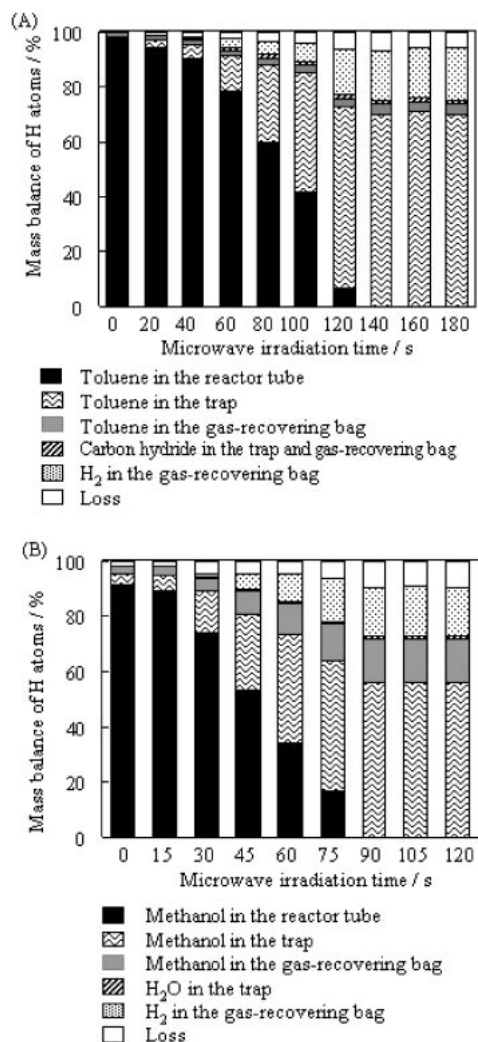 (A)
Mass balance of H atoms / %
100
80
60
40
20
0
0 20 40 60 80 100 120 140 160 180
Microwave irradiation time / s
Toluene in the reactor tube
Toluene in the trap
Toluene in the gas-recovering bag
Carbon hydride in the trap and gas-recovering bag
H₂ in the gas-recovering bag
Loss
(B)
Mass balance of H atoms / %
100
80
60
40
20
0
0 15 30 45 60 75 90 105 120
Microwave irradiation time / s
Methanol in the reactor tube
Methanol in the trap
Methanol in the gas-recovering bag
H₂O in the trap
H₂ in the gas-recovering bag
Loss